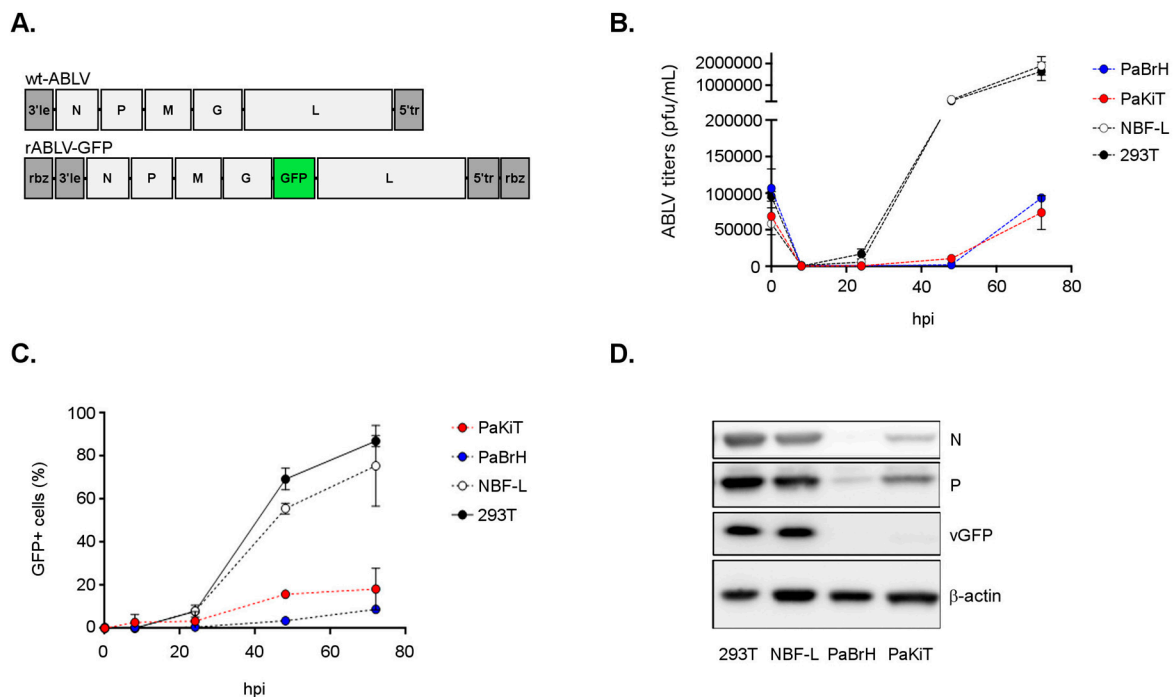 A.
wt-ABLV
3'le N P M G L 5'tr
rABLV-GFP
rbz 3'le N P M G GFP L 5'tr rbz
B.
ABLV titers (pfu/mL)
2000000
1000000
200000
150000
100000
50000
0
0 20 40 60 80
hpi
PaBrH
PaKiT
NBF-L
293T
C.
GFP+ cells (%)
100
80
60
40
20
0
0 20 40 60 80
hpi
PaKiT
PaBrH
NBF-L
293T
D.
N
P
vGFP
β-actin
293T NBF-L PaBrH PaKiT